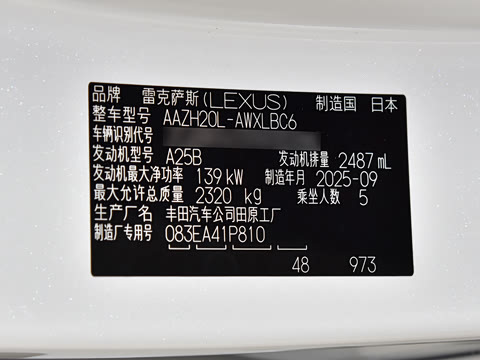 品牌 雷克萨斯(LEXUS) 制造国 日本
整车型号 AAZH20L-AWXLBC6
车辆识别代号
发动机型号 A25B 发动机排量 2487 mL
发动机最大净功率 139 kW 制造年月 2025-09
最大允许总质量 2320 kg 乘坐人数 5
生产厂名 丰田汽车公司田原工厂
制造厂专用号 083EA41P810
48 973